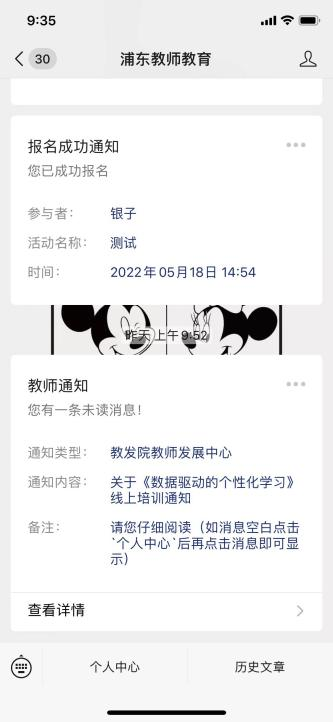 9:35
30
浦东教师教育
报名成功通知
您已成功报名
参与者： 银子
活动名称： 测试
时间： 2022年05月18日 14:54
昨天 上午9:52
教师通知
您有一条未读消息！
通知类型： 教发院教师发展中心
通知内容： 关于《数据驱动的个性化学习》
线上培训通知
备注： 请您仔细阅读（如消息空白点击
`个人中心`后再点击消息即可显
示）
查看详情
个人中心
历史文章